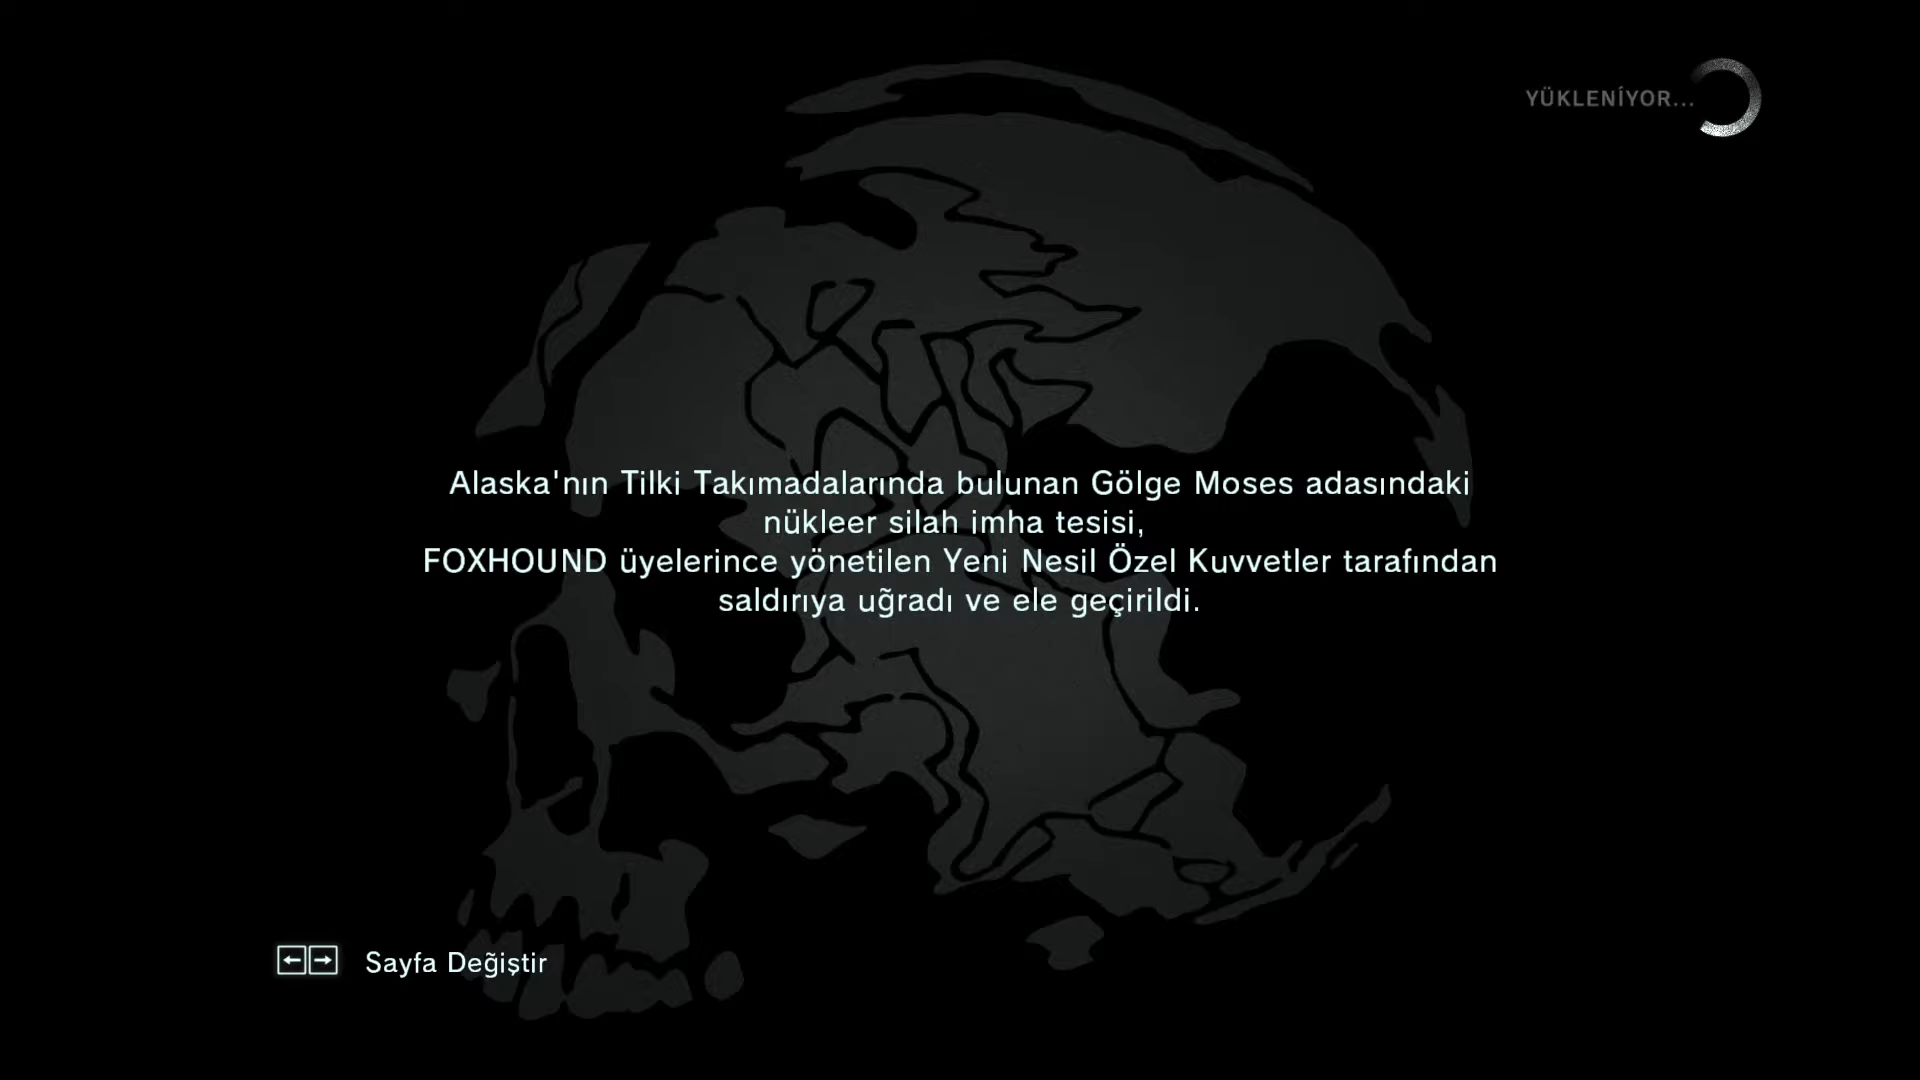 YÜKLENİYOR...
Alaska'nın Tilki Takımadalarında bulunan Gölge Moses adasındaki
nükleer silah imha tesisi,
FOXHOUND üyelerince yönetilen Yeni Nesil Özel Kuvvetler tarafından
saldırıya uğradı ve ele geçirildi.
Sayfa Değiştir